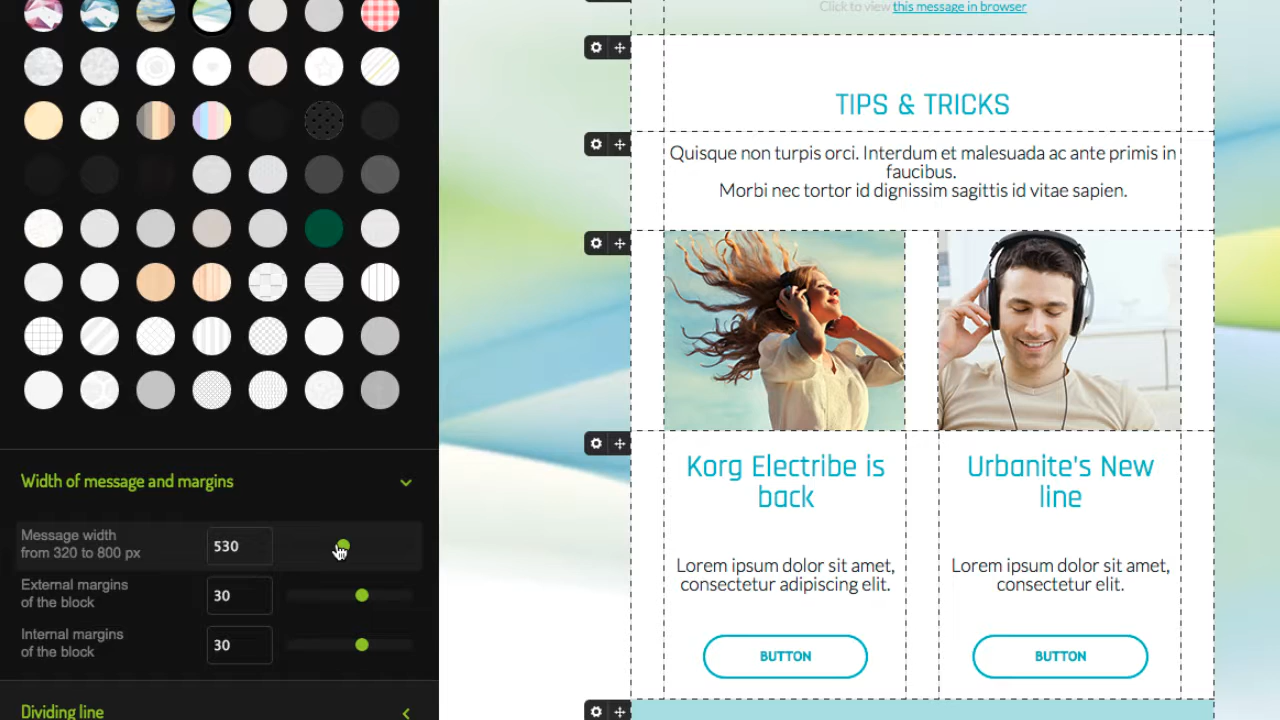 Click to view this message in browser
TIPS & TRICKS
Quisque non turpis orci. Interdum et malesuada ac ante primis in
faucibus.
Morbi nec tortor id dignissim sagittis id vitae sapien.
Korg Electribe is
back
Lorem ipsum dolor sit amet,
consectetur adipiscing elit.
BUTTON
Urbanite's New
line
Lorem ipsum dolor sit amet,
consectetur elit.
BUTTON
Width of message and margins
Message width
from 320 to 800 px
530
External margins
of the block
30
Internal margins
of the block
30
Dividing line